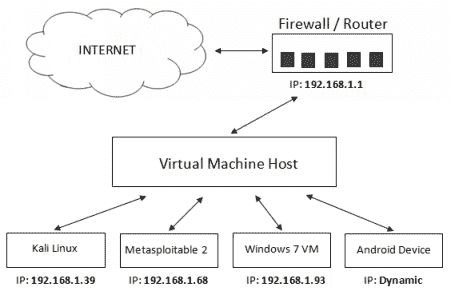 INTERNET
Firewall / Router
IP: 192.168.1.1
Virtual Machine Host
Kali Linux
Metasploitable 2
Windows 7 VM
Android Device
IP: 192.168.1.39
IP: 192.168.1.68
IP: 192.168.1.93
IP: Dynamic